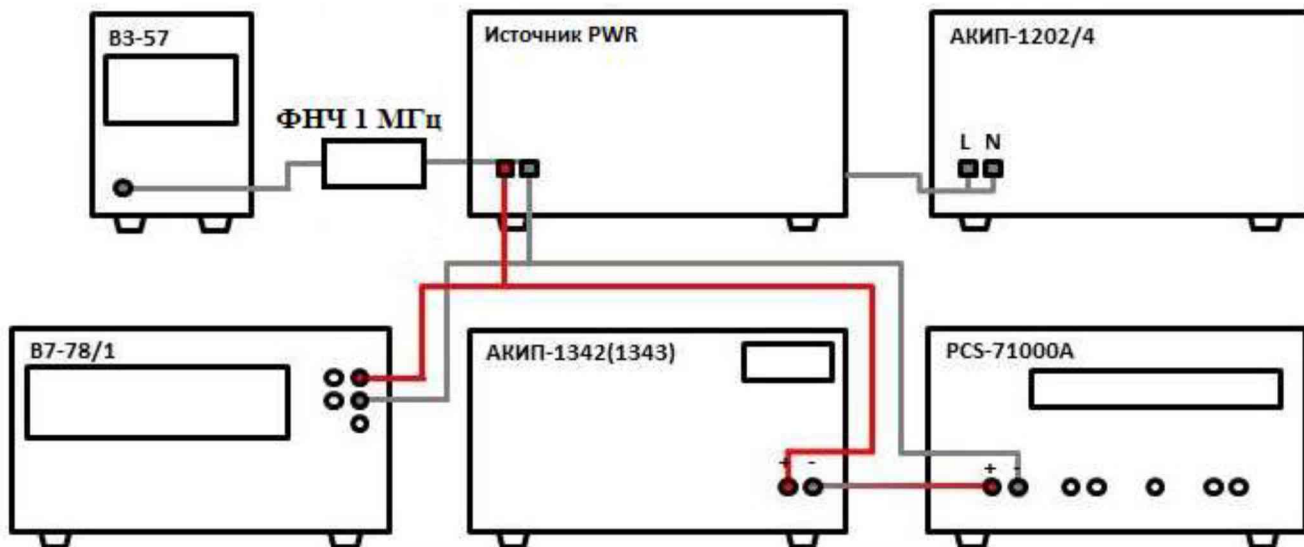 В3-57
Источник PWR
АКИП-1202/4
ФНЧ 1 МГц
L N
В7-78/1
АКИП-1342(1343)
PCS-71000A
+ -
+ -